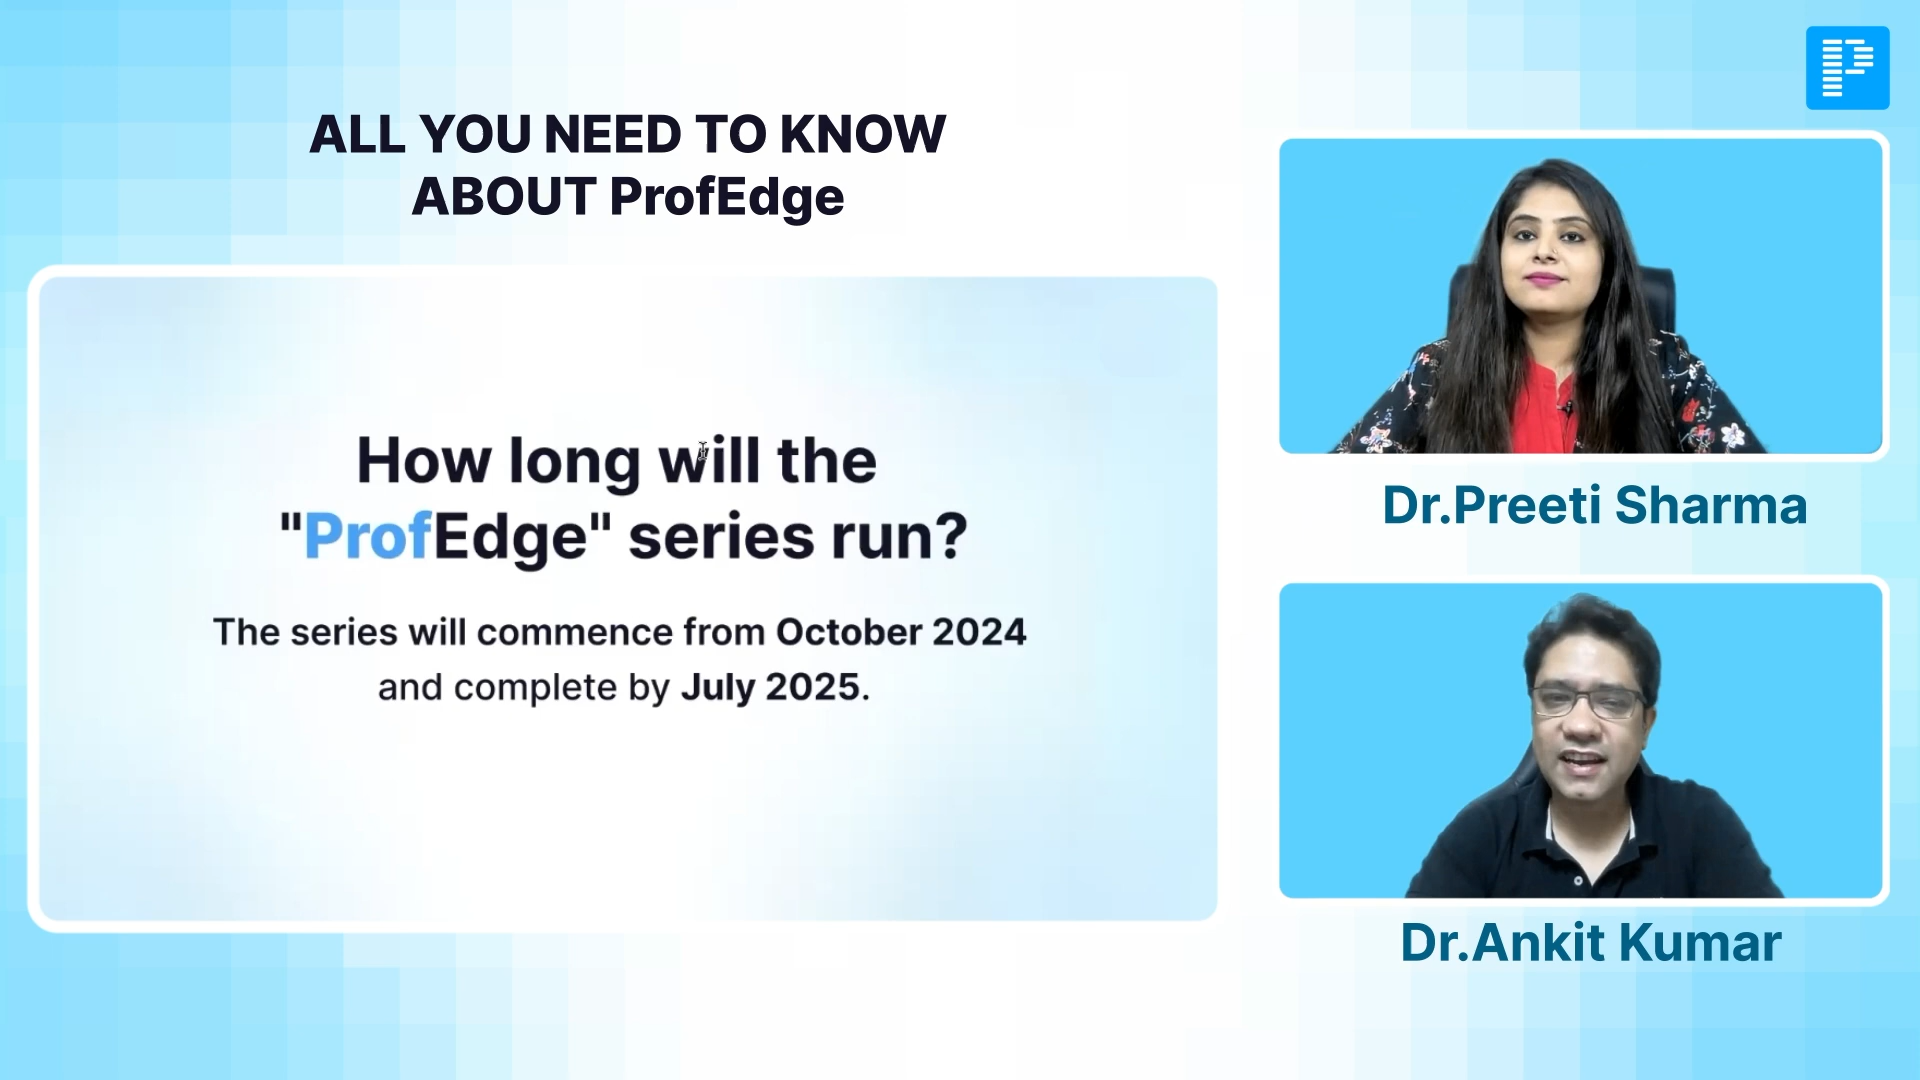 ALL YOU NEED TO KNOW
ABOUT ProfEdge
How long will the
"ProfEdge" series run?
The series will commence from October 2024
and complete by July 2025.
Dr.Preeti Sharma
Dr.Ankit Kumar